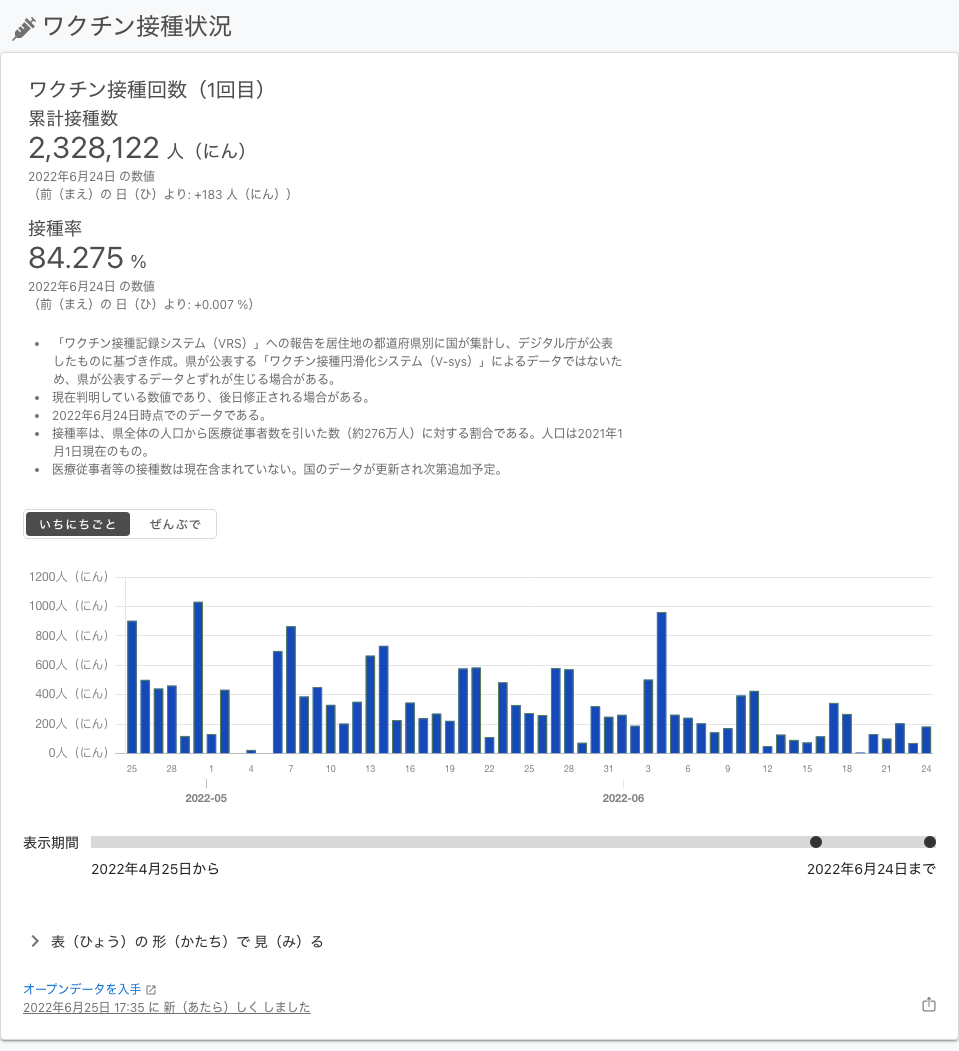 ワクチン接種状況
ワクチン接種回数（1回目）
累計接種数
2,328,122 人（にん）
2022年6月24日 の数値
（前（まえ）の 日（ひ）より: +183 人（にん））
接種率
84.275 %
2022年6月24日 の数値
（前（まえ）の 日（ひ）より: +0.007 %）
• 「ワクチン接種記録システム（VRS）」への報告を居住地の都道府県別に国が集計し、デジタル庁が公表
したものに基づき作成。県が公表する「ワクチン接種円滑化システム（V-sys）」によるデータではないた
め、県が公表するデータとずれが生じる場合がある。
• 現在判明している数値であり、後日修正される場合がある。
• 2022年6月24日時点でのデータである。
• 接種率は、県全体の人口から医療従事者数を引いた数（約276万人）に対する割合である。人口は2021年1
月1日現在のもの。
• 医療従事者等の接種数は現在含まれていない。国のデータが更新され次第追加予定。
いちにちごと ぜんぶで
1200人（にん）
1000人（にん）
800人（にん）
600人（にん）
400人（にん）
200人（にん）
0人（にん）
25 28 1 4 7 10 13 16 19 22 25 28 31 3 6 9 12 15 18 21 24
2022-05 2022-06
表示期間
2022年4月25日から 2022年6月24日まで
表（ひょう）の 形（かたち）で 見（み）る
オープンデータを入手
2022年6月25日 17:35 に 新（あたら）しく しました